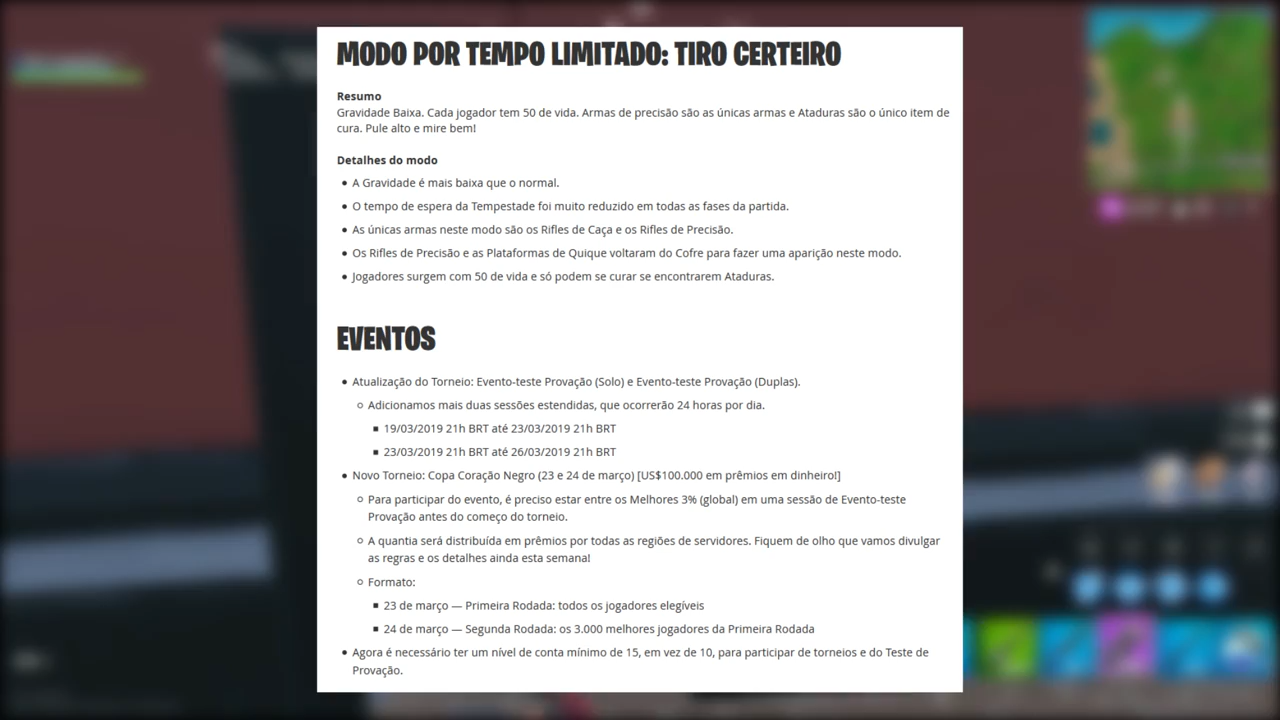 MODO POR TEMPO LIMITADO: TIRO CERTEIRO
Resumo
Gravidade Baixa. Cada jogador tem 50 de vida. Armas de precisão são as únicas armas e Ataduras são o único item de
cura. Pule alto e mire bem!
Detalhes do modo
• A Gravidade é mais baixa que o normal.
• O tempo de espera da Tempestade foi muito reduzido em todas as fases da partida.
• As únicas armas neste modo são os Rifles de Caça e os Rifles de Precisão.
• Os Rifles de Precisão e as Plataformas de Quique voltaram do Cofre para fazer uma aparição neste modo.
• Jogadores surgem com 50 de vida e só podem se curar se encontrarem Ataduras.
EVENTOS
• Atualização do Torneio: Evento-teste Provação (Solo) e Evento-teste Provação (Duplas).
○ Adicionamos mais duas sessões estendidas, que ocorrerão 24 horas por dia.
▪ 19/03/2019 21h BRT até 23/03/2019 21h BRT
▪ 23/03/2019 21h BRT até 26/03/2019 21h BRT
• Novo Torneio: Copa Coração Negro (23 e 24 de março) [US$100.000 em prêmios em dinheiro!]
○ Para participar do evento, é preciso estar entre os Melhores 3% (global) em uma sessão de Evento-teste
Provação antes do começo do torneio.
○ A quantia será distribuída em prêmios por todas as regiões de servidores. Fiquem de olho que vamos divulgar
as regras e os detalhes ainda esta semana!
○ Formato:
▪ 23 de março — Primeira Rodada: todos os jogadores elegíveis
▪ 24 de março — Segunda Rodada: os 3.000 melhores jogadores da Primeira Rodada
• Agora é necessário ter um nível de conta mínimo de 15, em vez de 10, para participar de torneios e do Teste de
Provação.